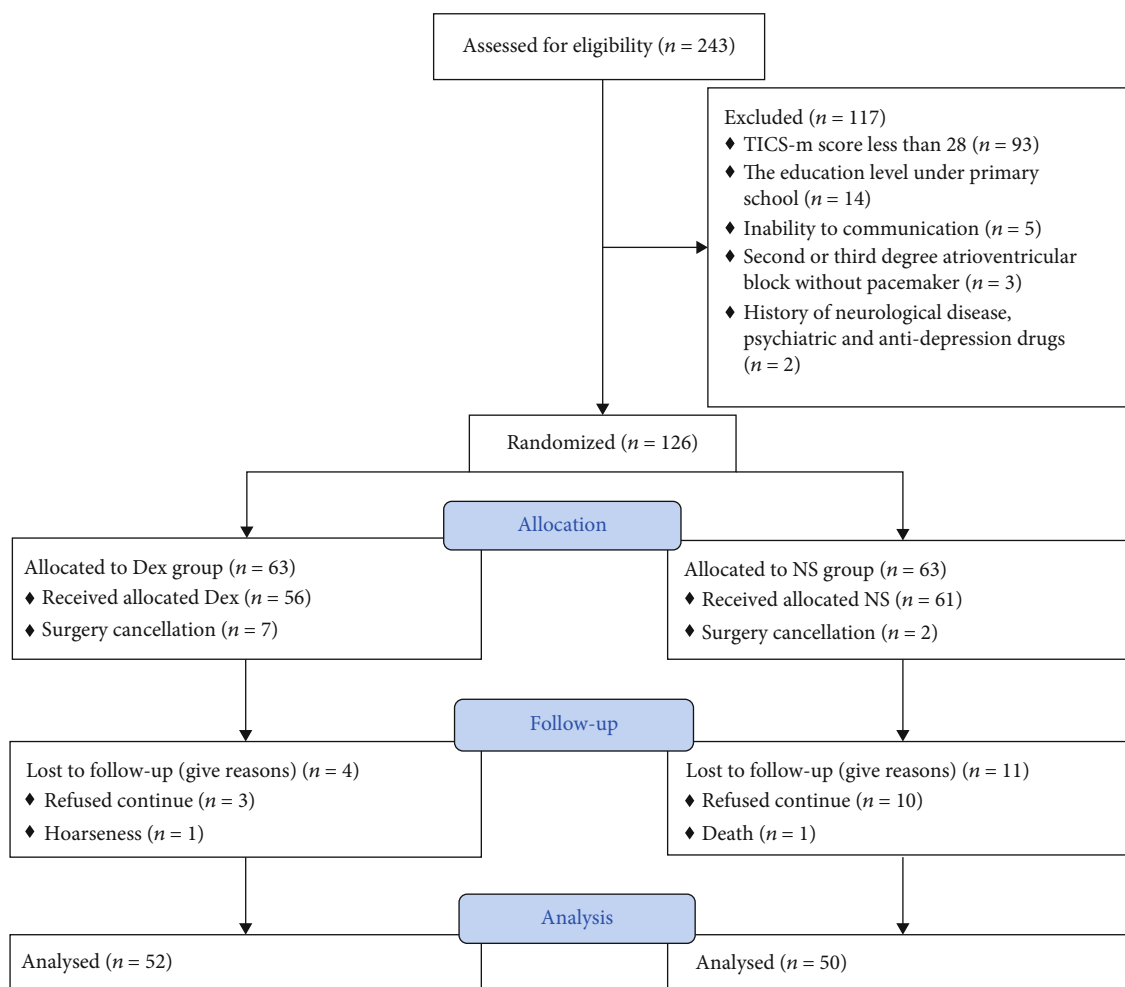 Assessed for eligibility (n = 243)
Excluded (n = 117)
♦ TICS-m score less than 28 (n = 93)
♦ The education level under primary
school (n = 14)
♦ Inability to communication (n = 5)
♦ Second or third degree atrioventricular
block without pacemaker (n = 3)
♦ History of neurological disease,
psychiatric and anti-depression drugs
(n = 2)
Randomized (n = 126)
Allocation
Allocated to Dex group (n = 63)
♦ Received allocated Dex (n = 56)
♦ Surgery cancellation (n = 7)
Allocated to NS group (n = 63)
♦ Received allocated NS (n = 61)
♦ Surgery cancellation (n = 2)
Follow-up
Lost to follow-up (give reasons) (n = 4)
♦ Refused continue (n = 3)
♦ Hoarseness (n = 1)
Lost to follow-up (give reasons) (n = 11)
♦ Refused continue (n = 10)
♦ Death (n = 1)
Analysis
Analysed (n = 52)
Analysed (n = 50)